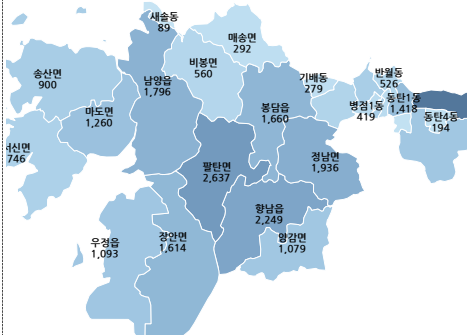 새솔동
89
매송면
292
비봉면
560
송산면
900
남양읍
1,796
기배동
279
반월동
526
마도면
1,260
봉담읍
1,660
병점1동
419
동탄1동
1,418
동탄4동
194
서신면
746
팔탄면
2,637
정남면
1,936
향남읍
2,249
우정읍
1,093
장안면
1,614
양감면
1,079